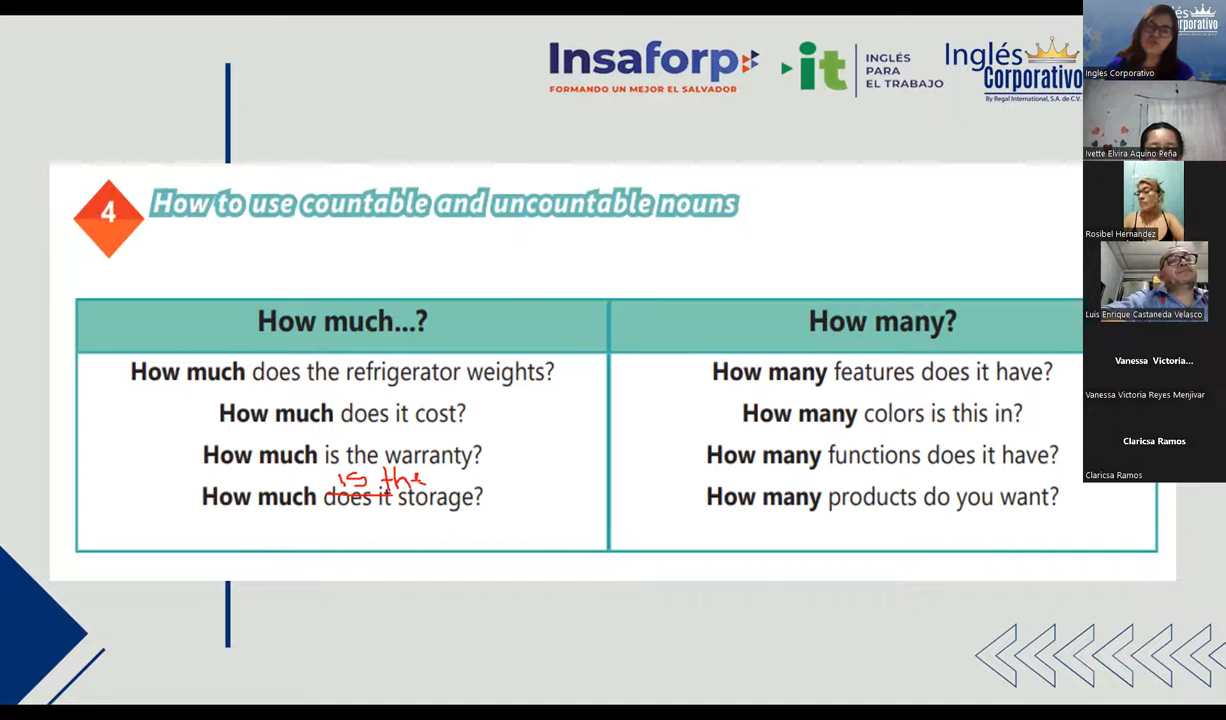 Insaforp
FORMANDO UN MEJOR EL SALVADOR
it
INGLÉS
PARA
EL TRABAJO
Inglés
Corporativo
By Regal International, S.A. de C.V.
4
How to use countable and uncountable nouns
How much...?
How much does the refrigerator weights?
How much does it cost?
How much is the warranty?
is the
How much does it storage?
How many?
How many features does it have?
How many colors is this in?
How many functions does it have?
How many products do you want?
Ingles Corporativo
Ivette Elvira Aquino Peña
Rosibel Hernandez
Luis Enrique Castaneda Velasco
Vanessa Victoria...
Vanessa Victoria Reyes Menjivar
Claricsa Ramos
Claricsa Ramos